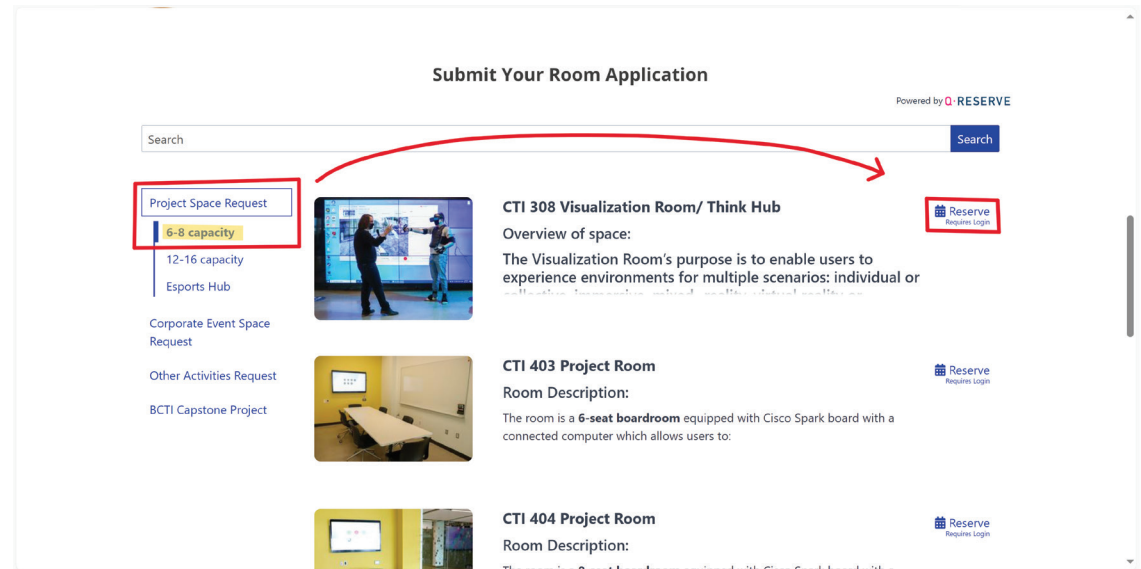 Submit Your Room Application
Powered by Q·RESERVE
Search
Search
Project Space Request
6-8 capacity
12-16 capacity
Esports Hub
Corporate Event Space
Request
Other Activities Request
BCTI Capstone Project
CTI 308 Visualization Room/ Think Hub
Overview of space:
The Visualization Room's purpose is to enable users to
experience environments for multiple scenarios: individual or
Reserve
Requires Login
CTI 403 Project Room
Room Description:
The room is a 6-seat boardroom equipped with Cisco Spark board with a
connected computer which allows users to:
Reserve
Requires Login
CTI 404 Project Room
Room Description:
Reserve
Requires Login